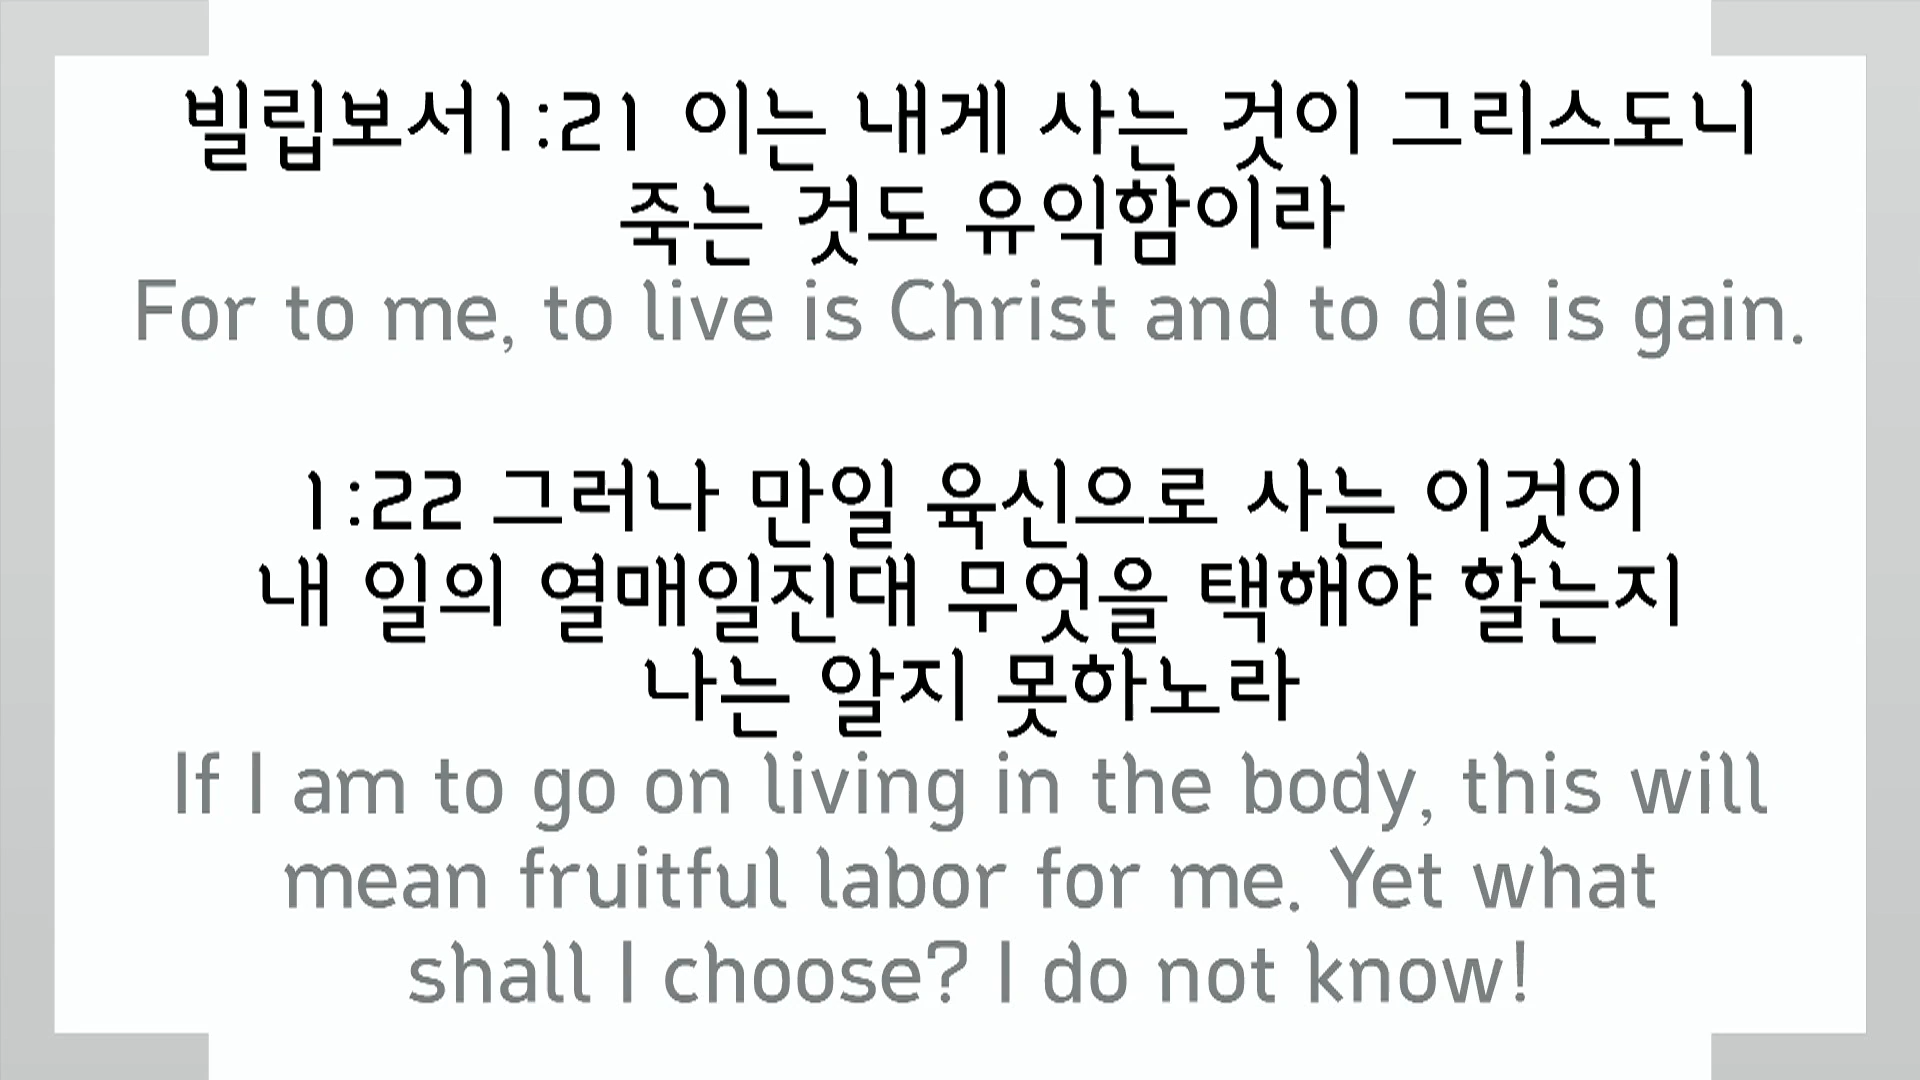 빌립보서1:21 이는 내게 사는 것이 그리스도니
죽는 것도 유익함이라
For to me, to live is Christ and to die is gain.
1:22 그러나 만일 육신으로 사는 이것이
내 일의 열매일진대 무엇을 택해야 할는지
나는 알지 못하노라
If I am to go on living in the body, this will
mean fruitful labor for me. Yet what
shall I choose? I do not know!